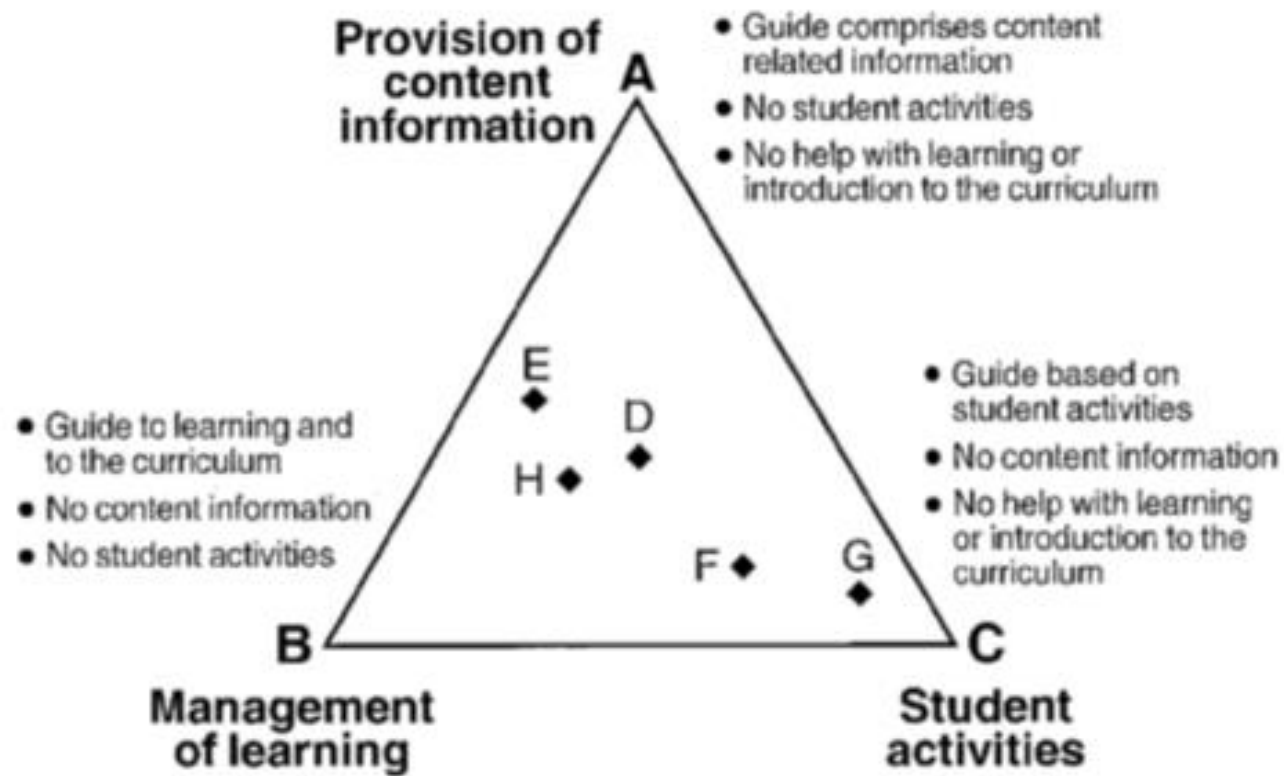 Provision of
content
information
A
• Guide comprises content
related information
• No student activities
• No help with learning or
introduction to the curriculum
E
D
H
F
G
• Guide to learning and
to the curriculum
• No content information
• No student activities
• Guide based on
student activities
• No content information
• No help with learning
or introduction to the
curriculum
B
Management
of learning
C
Student
activities